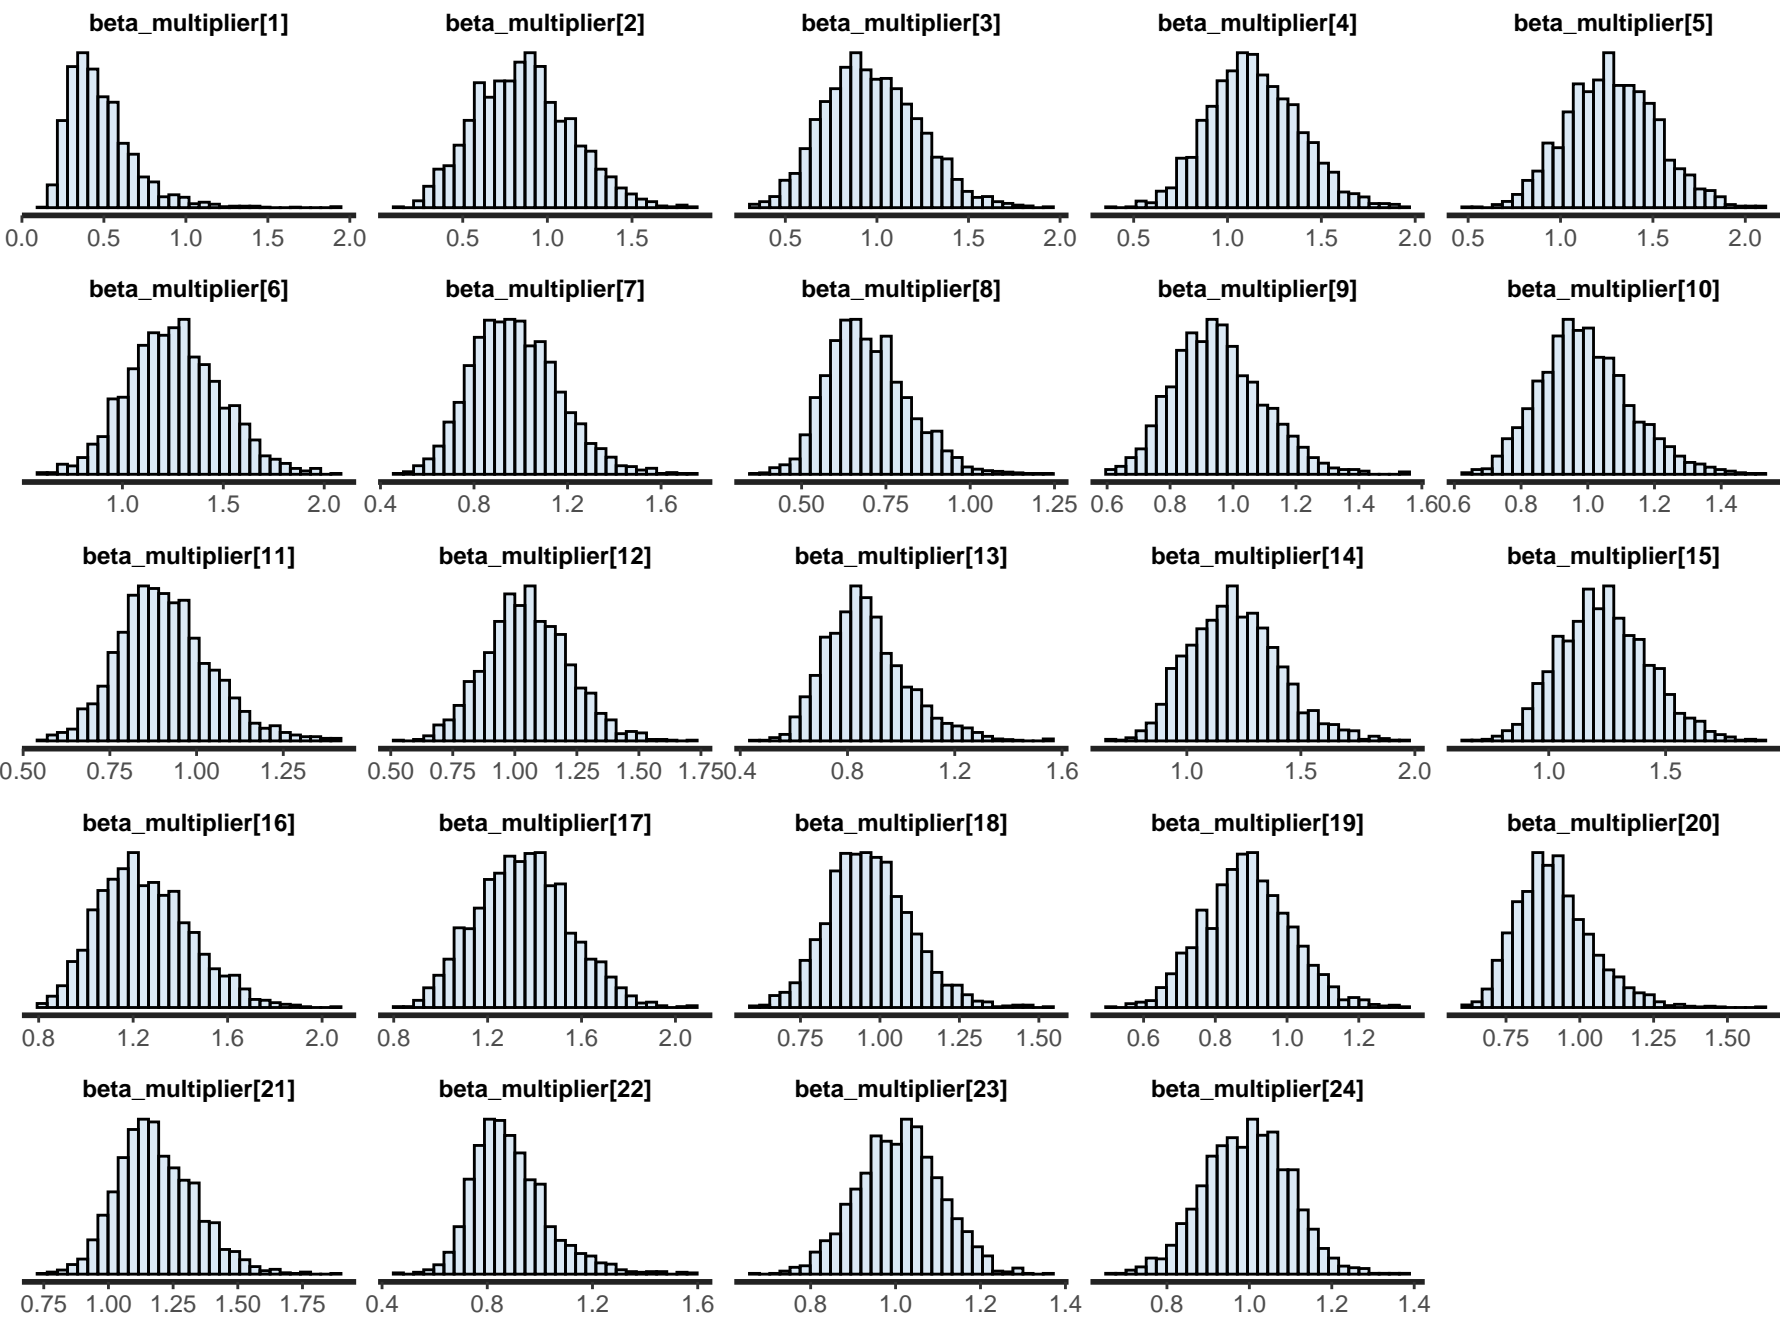 beta_multiplier[1] beta_multiplier[2] beta_multiplier[3] beta_multiplier[4] beta_multiplier[5]
0.0 0.5 1.0 1.5 2.0 0.5 1.0 1.5 0.5 1.0 1.5 2.0 0.5 1.0 1.5 2.0 0.5 1.0 1.5 2.0
beta_multiplier[6] beta_multiplier[7] beta_multiplier[8] beta_multiplier[9] beta_multiplier[10]
1.0 1.5 2.0 0.4 0.8 1.2 1.6 0.50 0.75 1.00 1.25 0.6 0.8 1.0 1.2 1.4 1.6 0.6 0.8 1.0 1.2 1.4
beta_multiplier[11] beta_multiplier[12] beta_multiplier[13] beta_multiplier[14] beta_multiplier[15]
0.50 0.75 1.00 1.25 0.50 0.75 1.00 1.25 1.50 1.75 0.4 0.8 1.2 1.6 1.0 1.5 2.0 1.0 1.5
beta_multiplier[16] beta_multiplier[17] beta_multiplier[18] beta_multiplier[19] beta_multiplier[20]
0.8 1.2 1.6 2.0 0.8 1.2 1.6 2.0 0.75 1.00 1.25 1.50 0.6 0.8 1.0 1.2 0.75 1.00 1.25 1.50
beta_multiplier[21] beta_multiplier[22] beta_multiplier[23] beta_multiplier[24]
0.75 1.00 1.25 1.50 1.75 0.4 0.8 1.2 1.6 0.8 1.0 1.2 1.4 0.8 1.0 1.2 1.4